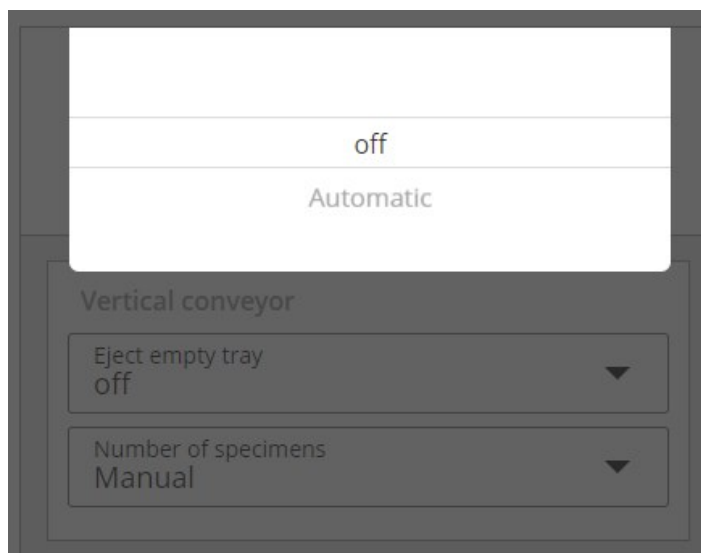 off
Automatic
Vertical conveyor
Eject empty tray
off
Number of specimens
Manual